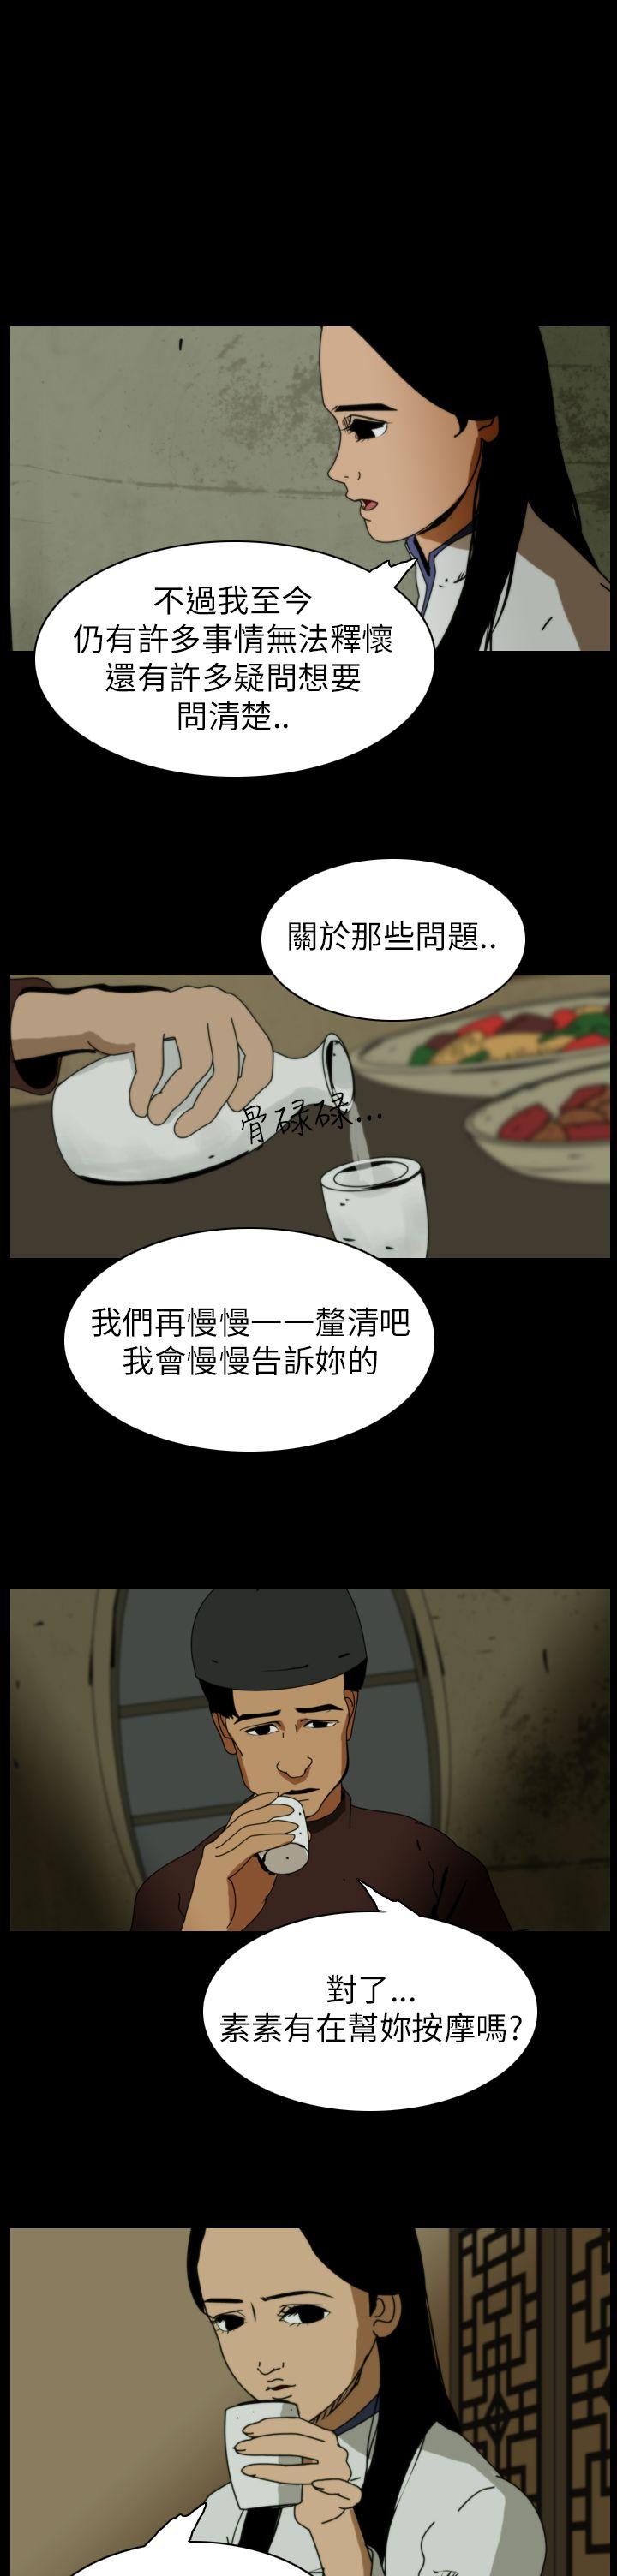 不過我至今
仍有許多事情無法釋懷
還有許多疑問想要
問清楚..
關於那些問題..
骨碌碌...
我們再慢慢一一釐清吧
我會慢慢告訴妳的
對了...
素素有在幫妳按摩嗎?